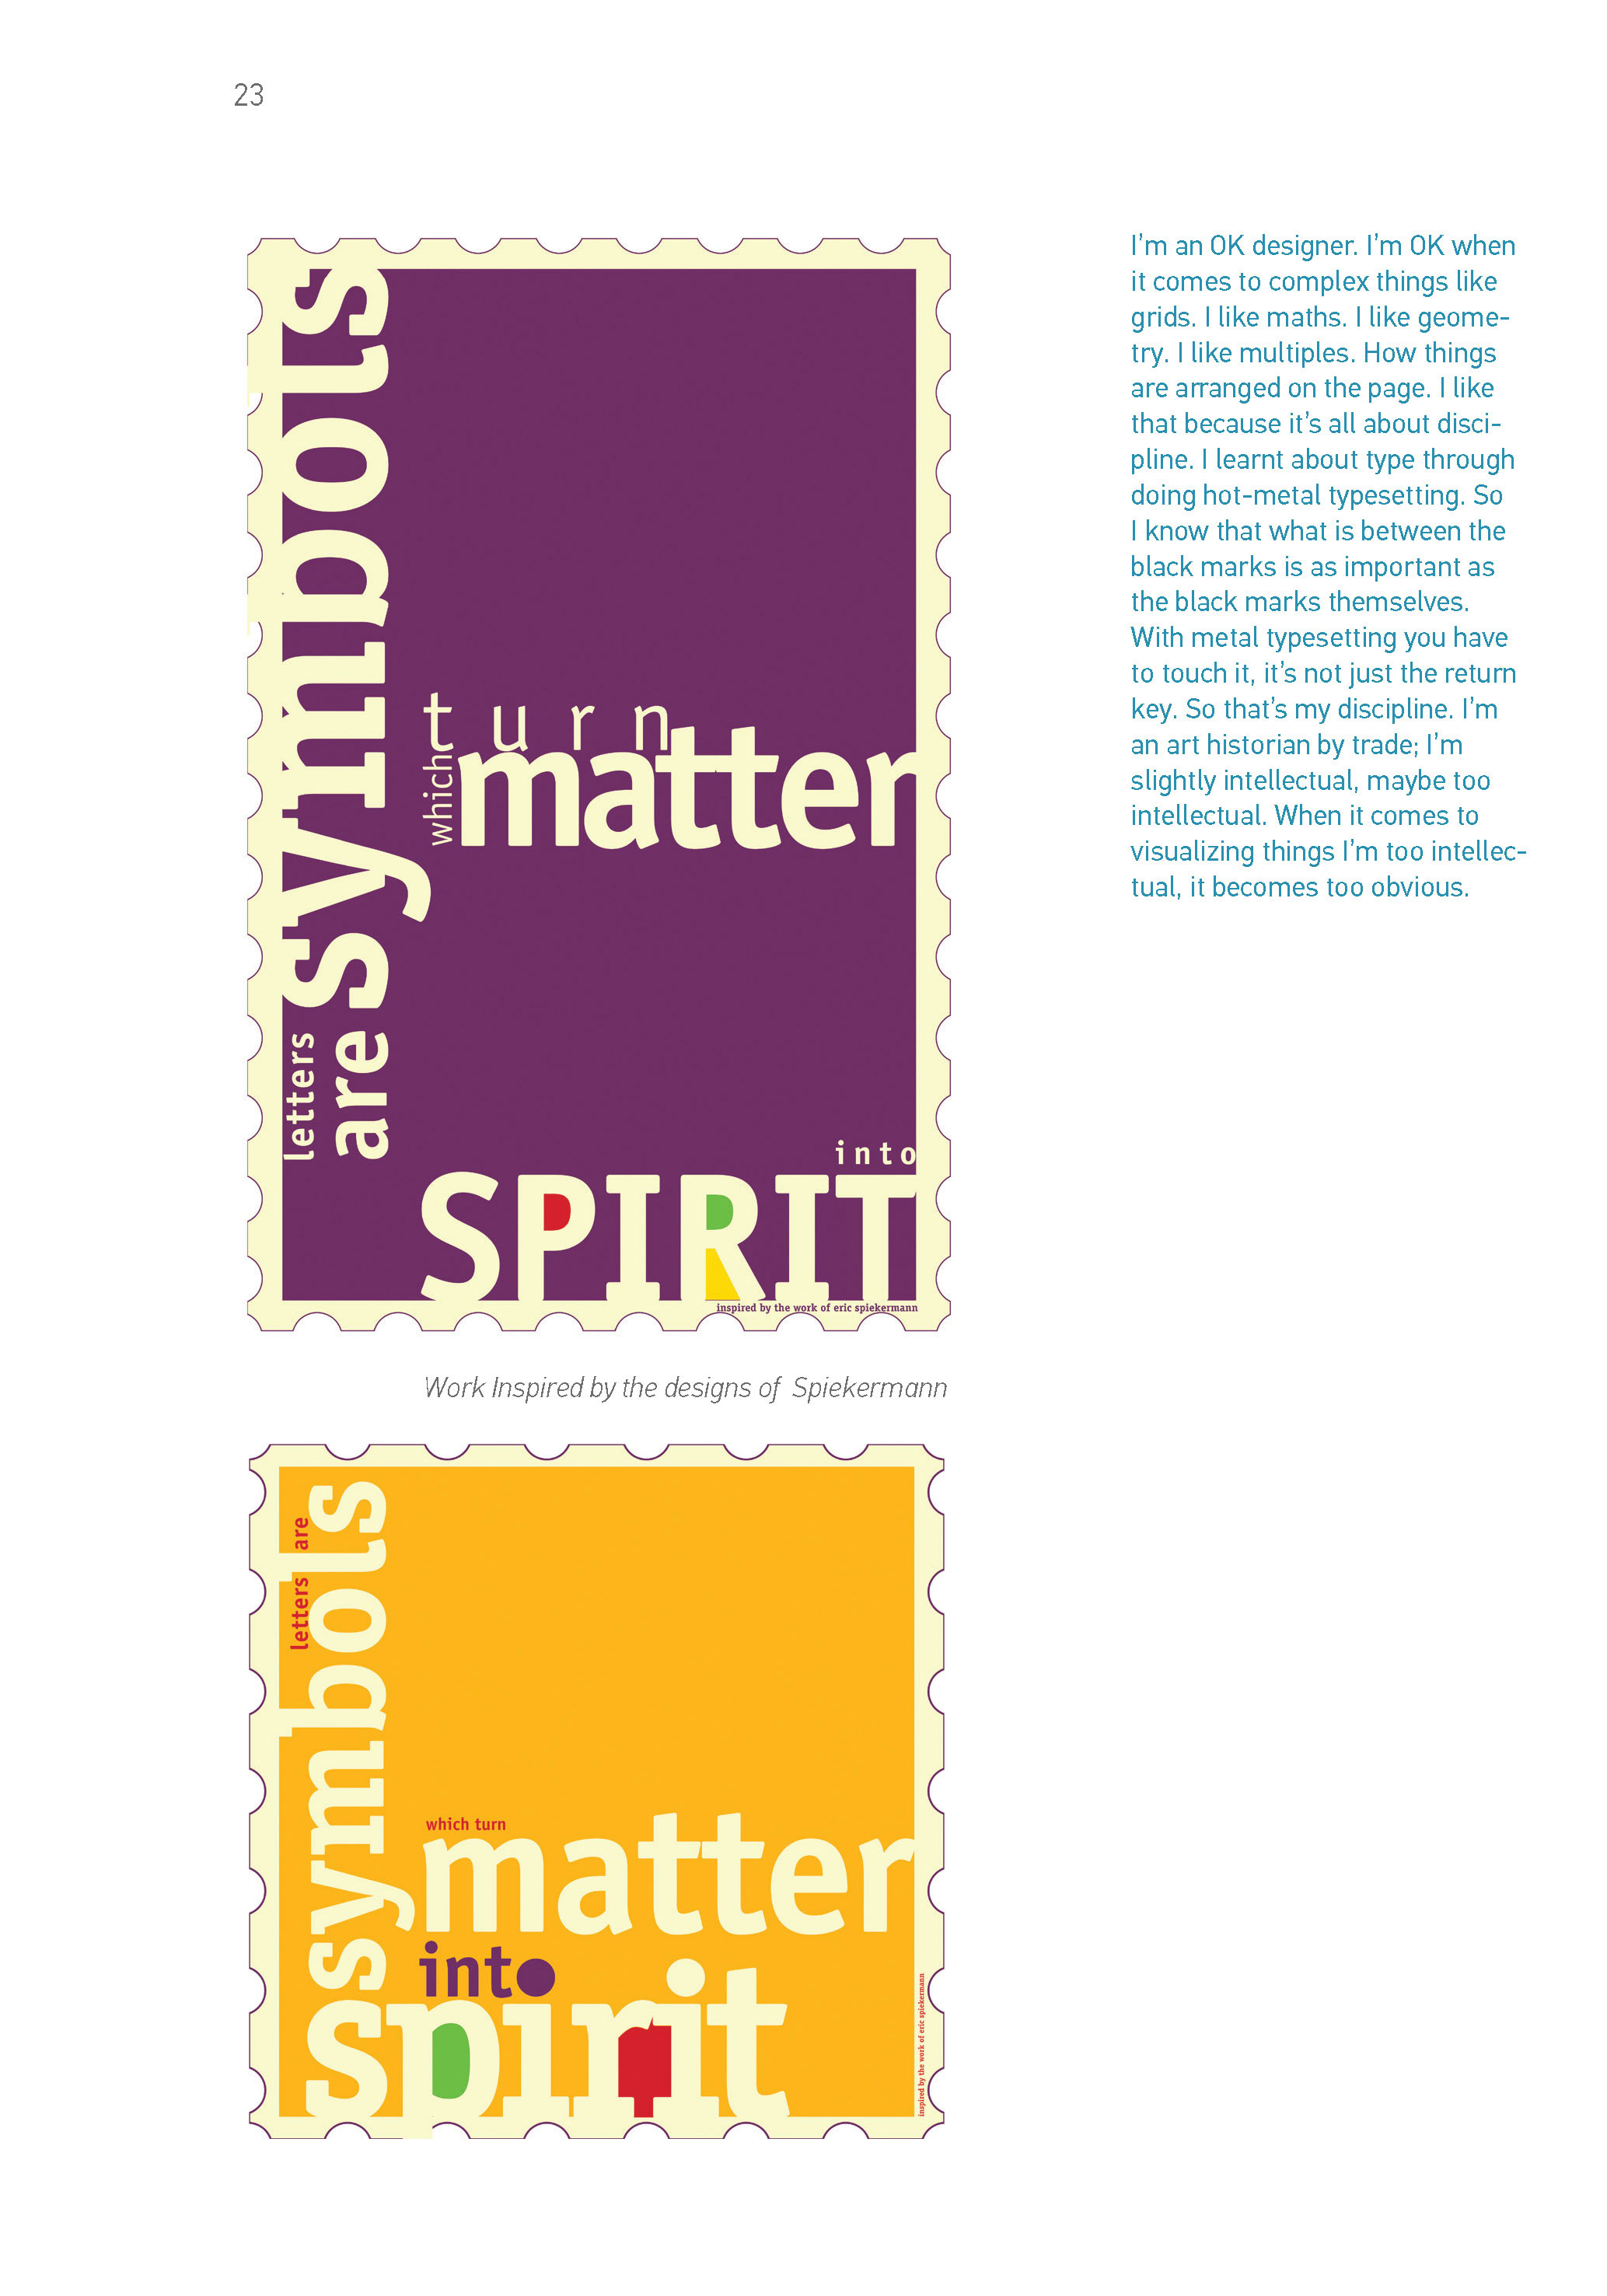 23
letters
are symbols
which
turn
matter
into
SPIRIT
inspired by the work of eric spiekermann
Work Inspired by the designs of Spiekermann
letters are
symbols
which turn
matter
into
spirit
inspired by the work of eric spiekermann
I'm an OK designer. I'm OK when
it comes to complex things like
grids. I like maths. I like geome-
try. I like multiples. How things
are arranged on the page. I like
that because it's all about disci-
pline. I learnt about type through
doing hot-metal typesetting. So
I know that what is between the
black marks is as important as
the black marks themselves.
With metal typesetting you have
to touch it, it's not just the return
key. So that's my discipline. I'm
an art historian by trade; I'm
slightly intellectual, maybe too
intellectual. When it comes to
visualizing things I'm too intellec-
tual, it becomes too obvious.